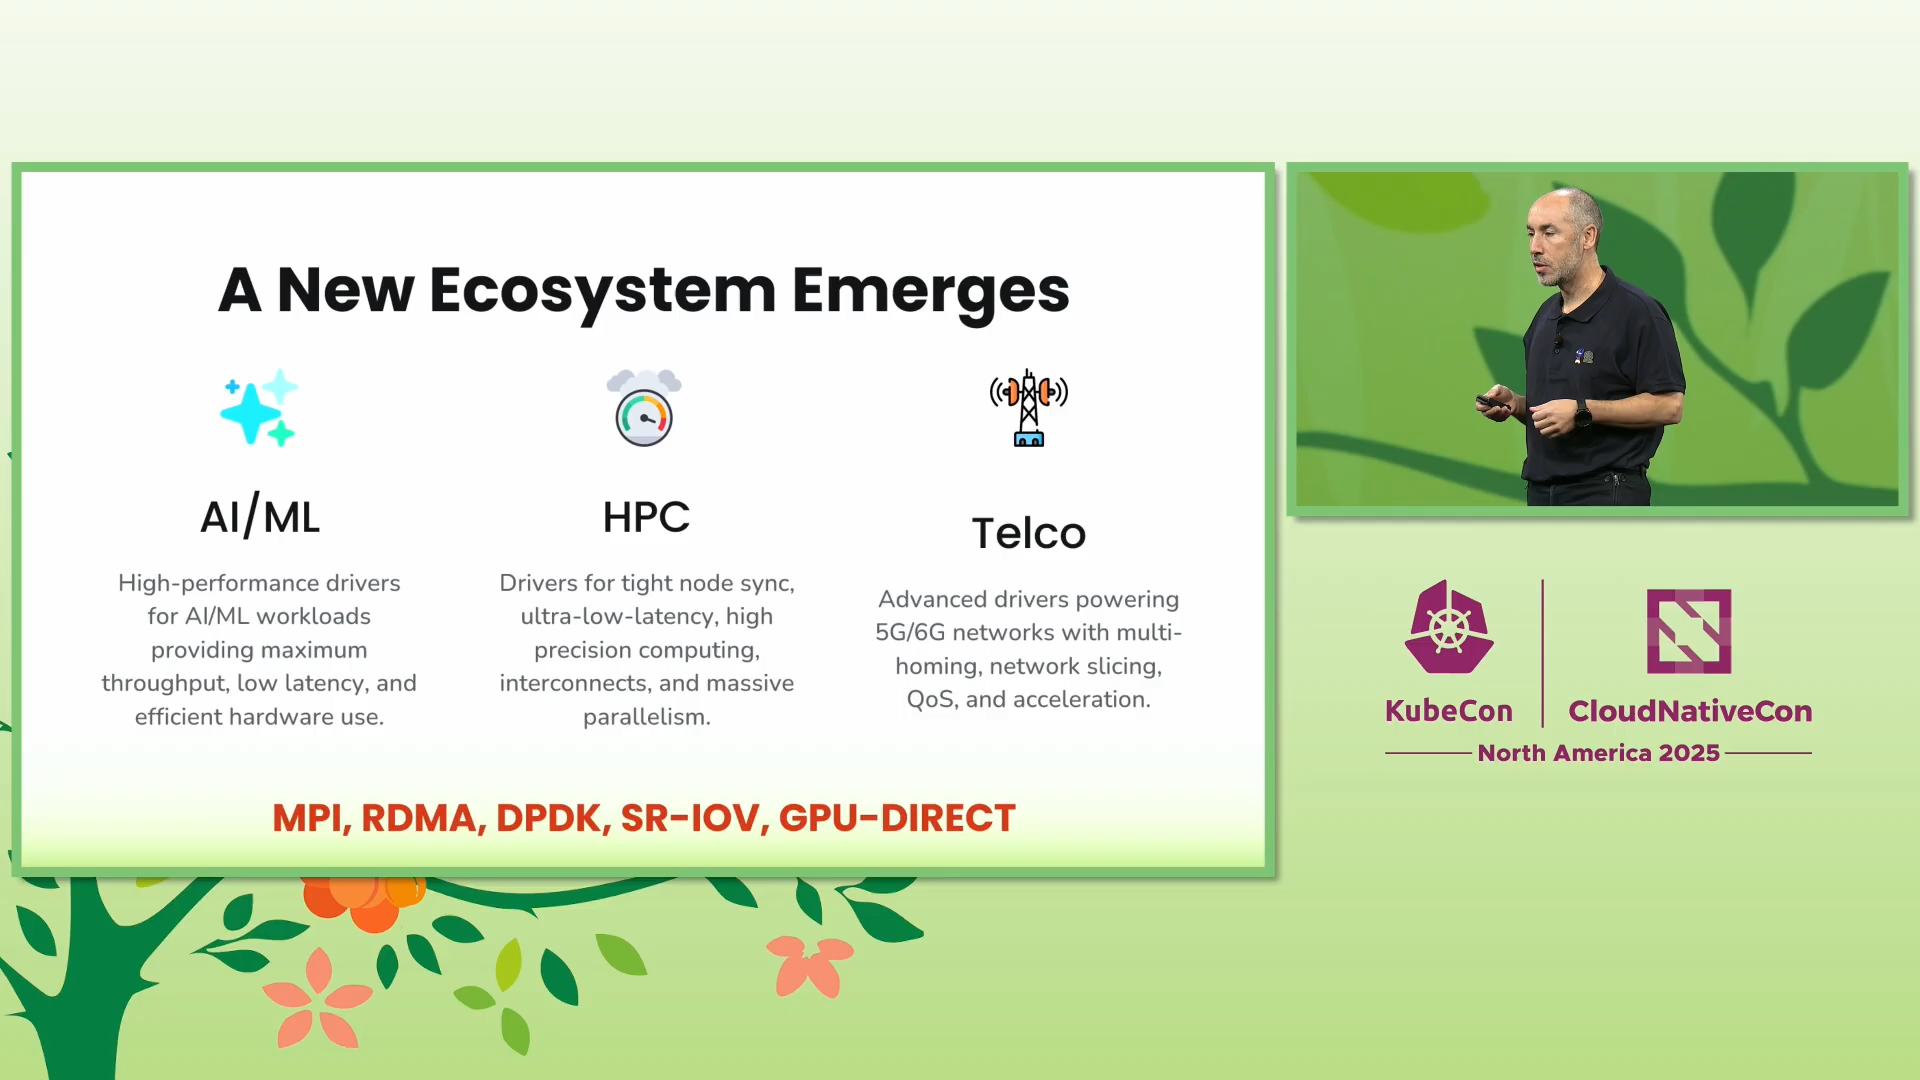 A New Ecosystem Emerges
AI/ML
High-performance drivers
for AI/ML workloads
providing maximum
throughput, low latency, and
efficient hardware use.
HPC
Drivers for tight node sync,
ultra-low-latency, high
precision computing,
interconnects, and massive
parallelism.
Telco
Advanced drivers powering
5G/6G networks with multi-
homing, network slicing,
QoS, and acceleration.
MPI, RDMA, DPDK, SR-IOV, GPU-DIRECT
KubeCon
CloudNativeCon
North America 2025